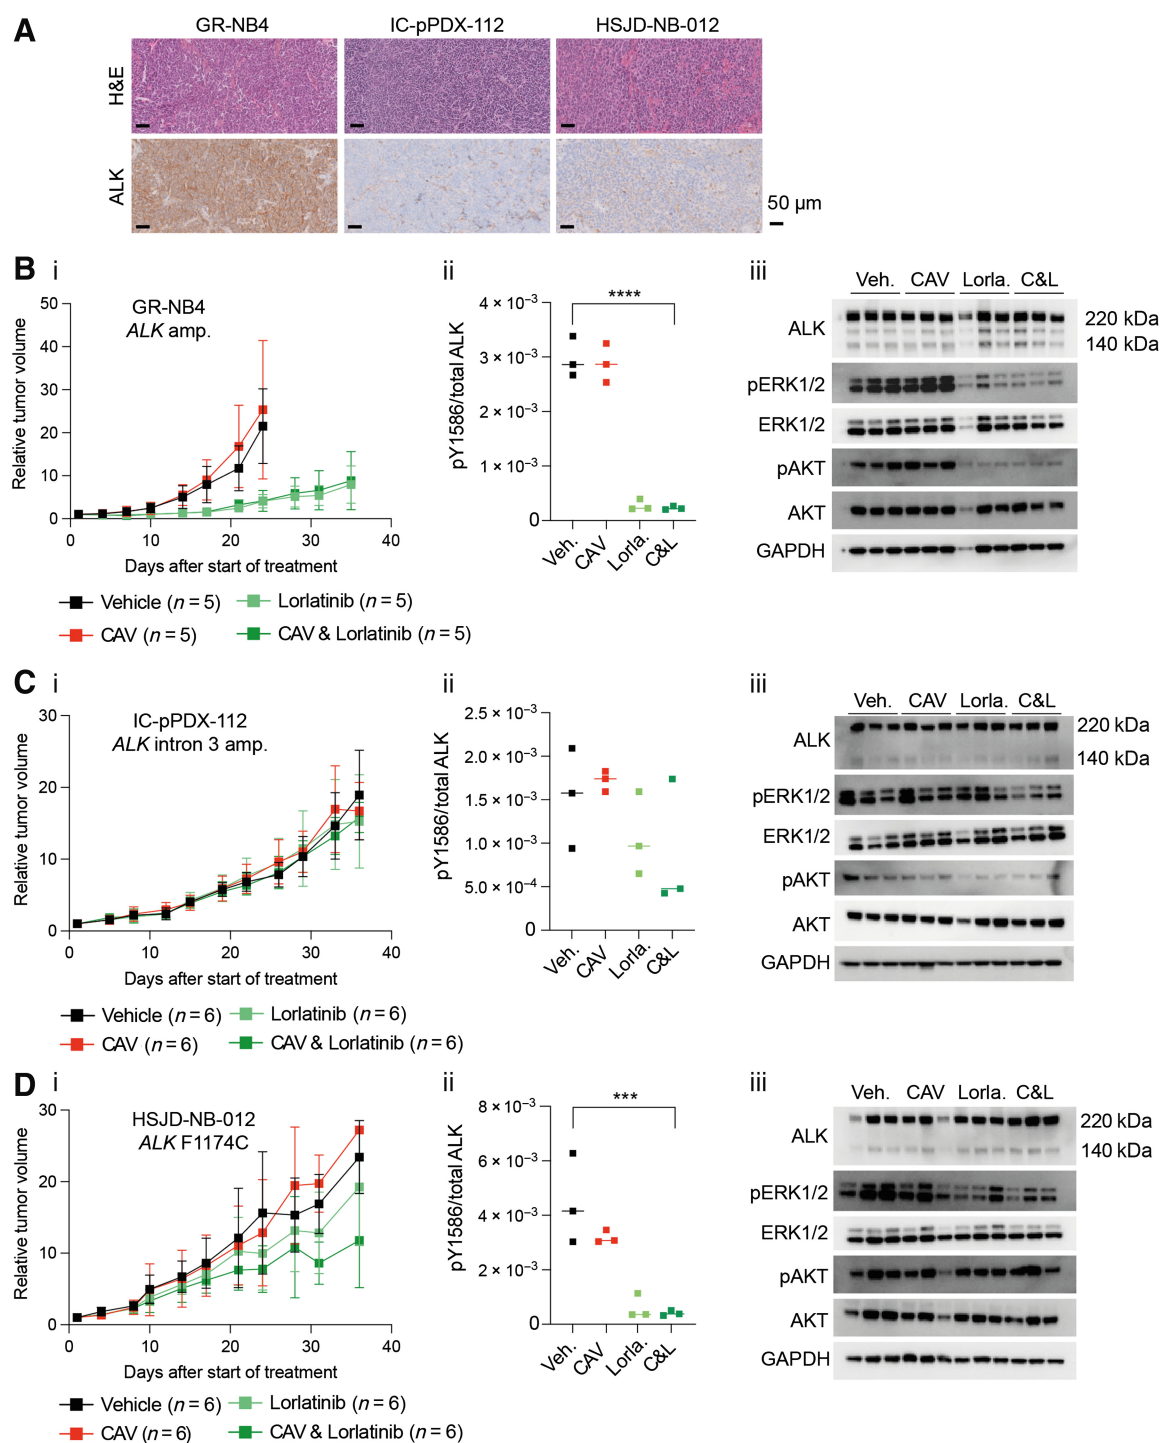 A
GR-NB4
IC-pPDX-112
HSJD-NB-012
H&E
ALK
50 μm
B
i
GR-NB4
ALK amp.
Relative tumor volume
50
40
30
20
10
0
0
10
20
30
40
Days after start of treatment
Vehicle (n = 5)
Lorlatinib (n = 5)
CAV (n = 5)
CAV & Lorlatinib (n = 5)
ii
pY1586/total ALK
4 × 10⁻³
3 × 10⁻³
2 × 10⁻³
1 × 10⁻³
0
****
Veh.
CAV
Lorla.
C&L
iii
Veh. CAV Lorla. C&L
ALK
220 kDa
140 kDa
pERK1/2
ERK1/2
pAKT
AKT
GAPDH
C
i
IC-pPDX-112
ALK intron 3 amp.
Relative tumor volume
30
20
10
0
0
10
20
30
40
Days after start of treatment
Vehicle (n = 6)
Lorlatinib (n = 6)
CAV (n = 6)
CAV & Lorlatinib (n = 6)
ii
pY1586/total ALK
2.5 × 10⁻³
2.0 × 10⁻³
1.5 × 10⁻³
1.0 × 10⁻³
5.0 × 10⁻⁴
0
Veh.
CAV
Lorla.
C&L
iii
Veh. CAV Lorla. C&L
ALK
220 kDa
140 kDa
pERK1/2
ERK1/2
pAKT
AKT
GAPDH
D
i
HSJD-NB-012
ALK F1174C
Relative tumor volume
30
20
10
0
0
10
20
30
40
Days after start of treatment
Vehicle (n = 6)
Lorlatinib (n = 6)
CAV (n = 6)
CAV & Lorlatinib (n = 6)
ii
pY1586/total ALK
8 × 10⁻³
6 × 10⁻³
4 × 10⁻³
2 × 10⁻³
0
***
Veh.
CAV
Lorla.
C&L
iii
Veh. CAV Lorla. C&L
ALK
220 kDa
140 kDa
pERK1/2
ERK1/2
pAKT
AKT
GAPDH